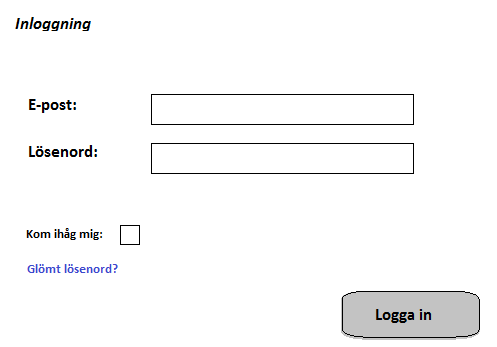 Inloggning
E-post:
Lösenord:
Kom ihåg mig:
Glömt lösenord?
Logga in